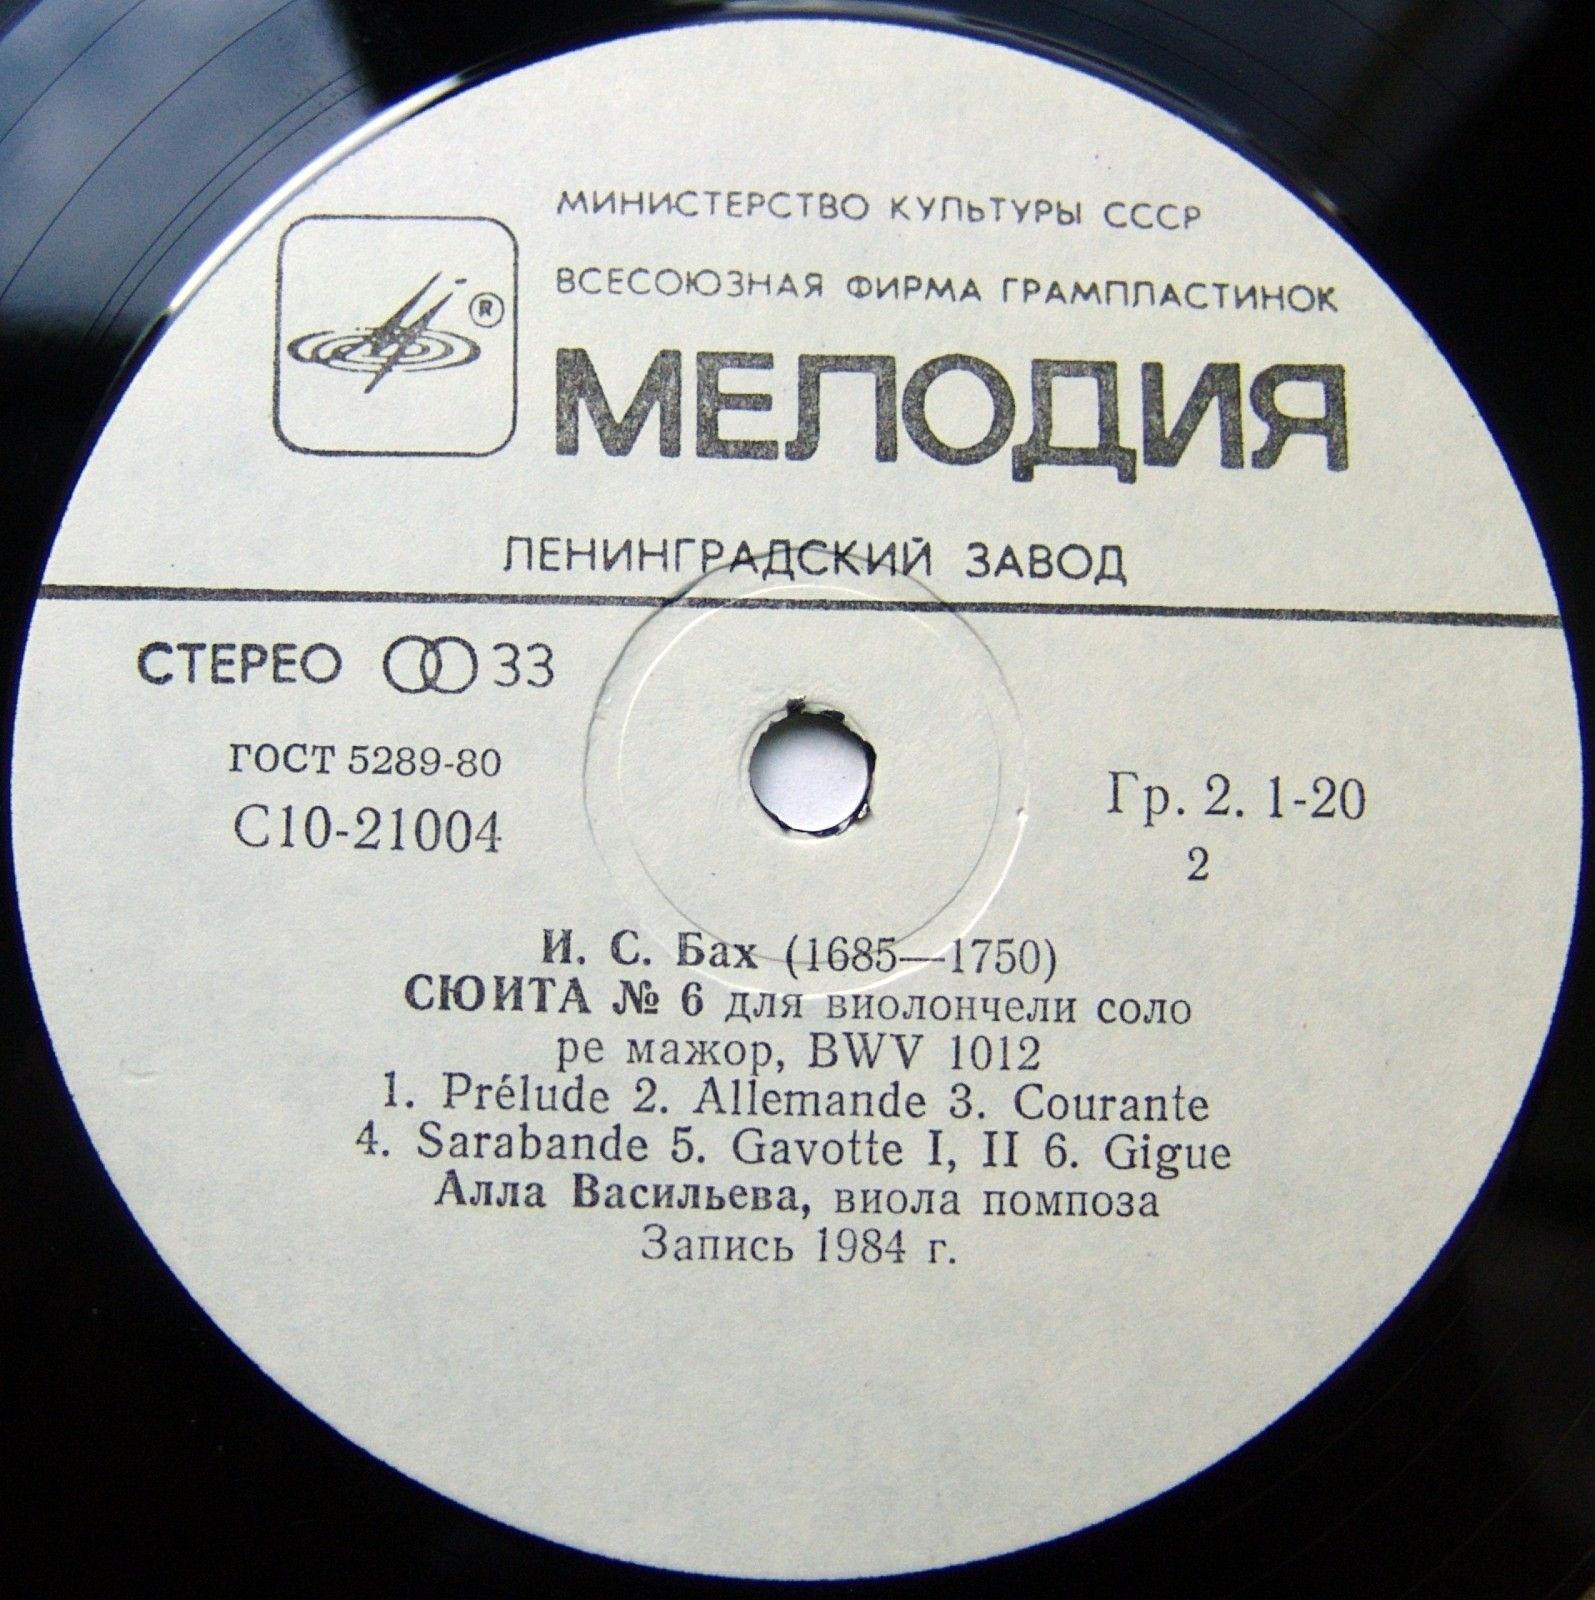 МИНИСТЕРСТВО КУЛЬТУРЫ СССР
ВСЕСОЮЗНАЯ ФИРМА ГРАМПЛАСТИНОК
®
МЕЛОДИЯ
ЛЕНИНГРАДСКИЙ ЗАВОД
СТЕРЕО 33
ГОСТ 5289-80
С10-21004
Гр. 2. 1-20
2
И. С. Бах (1685—1750)
СЮИТА № 6 для виолончели соло
ре мажор, BWV 1012
1. Prélude 2. Allemande 3. Courante
4. Sarabande 5. Gavotte I, II 6. Gigue
Алла Васильева, виола помпоза
Запись 1984 г.